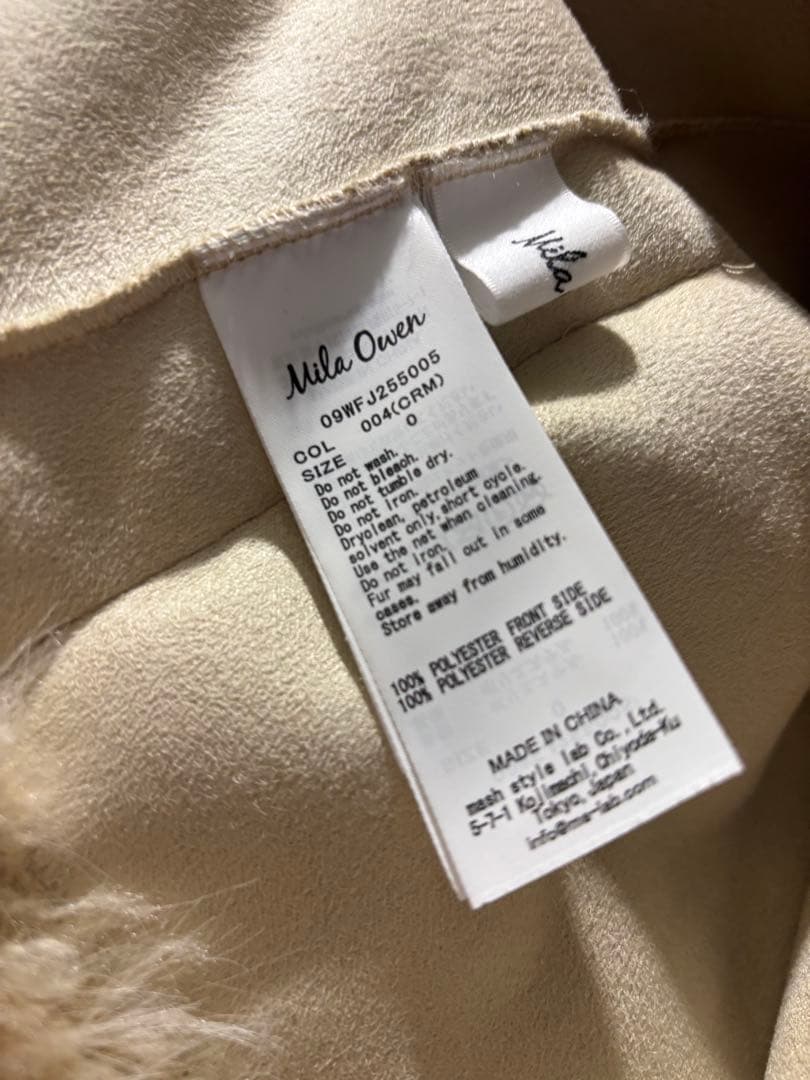 Mila
Mila Owen
09WFJ255005
COL 004(CRM)
SIZE 0
Do not wash.
Do not bleach.
Do not tumble dry.
Do not iron.
Dryclean, petroleum
solvent only,short cycle.
Use the net when cleaning.
Do not iron.
Fur may fall out in some
cases.
Store away from humidity.
100% POLYESTER FRONT SIDE
100% POLYESTER REVERSE SIDE
MADE IN CHINA
mash style lab Co.,Ltd.
5-7-1 Kojimachi,Chiyoda-Ku
Tokyo,Japan
info@ms-lab.com